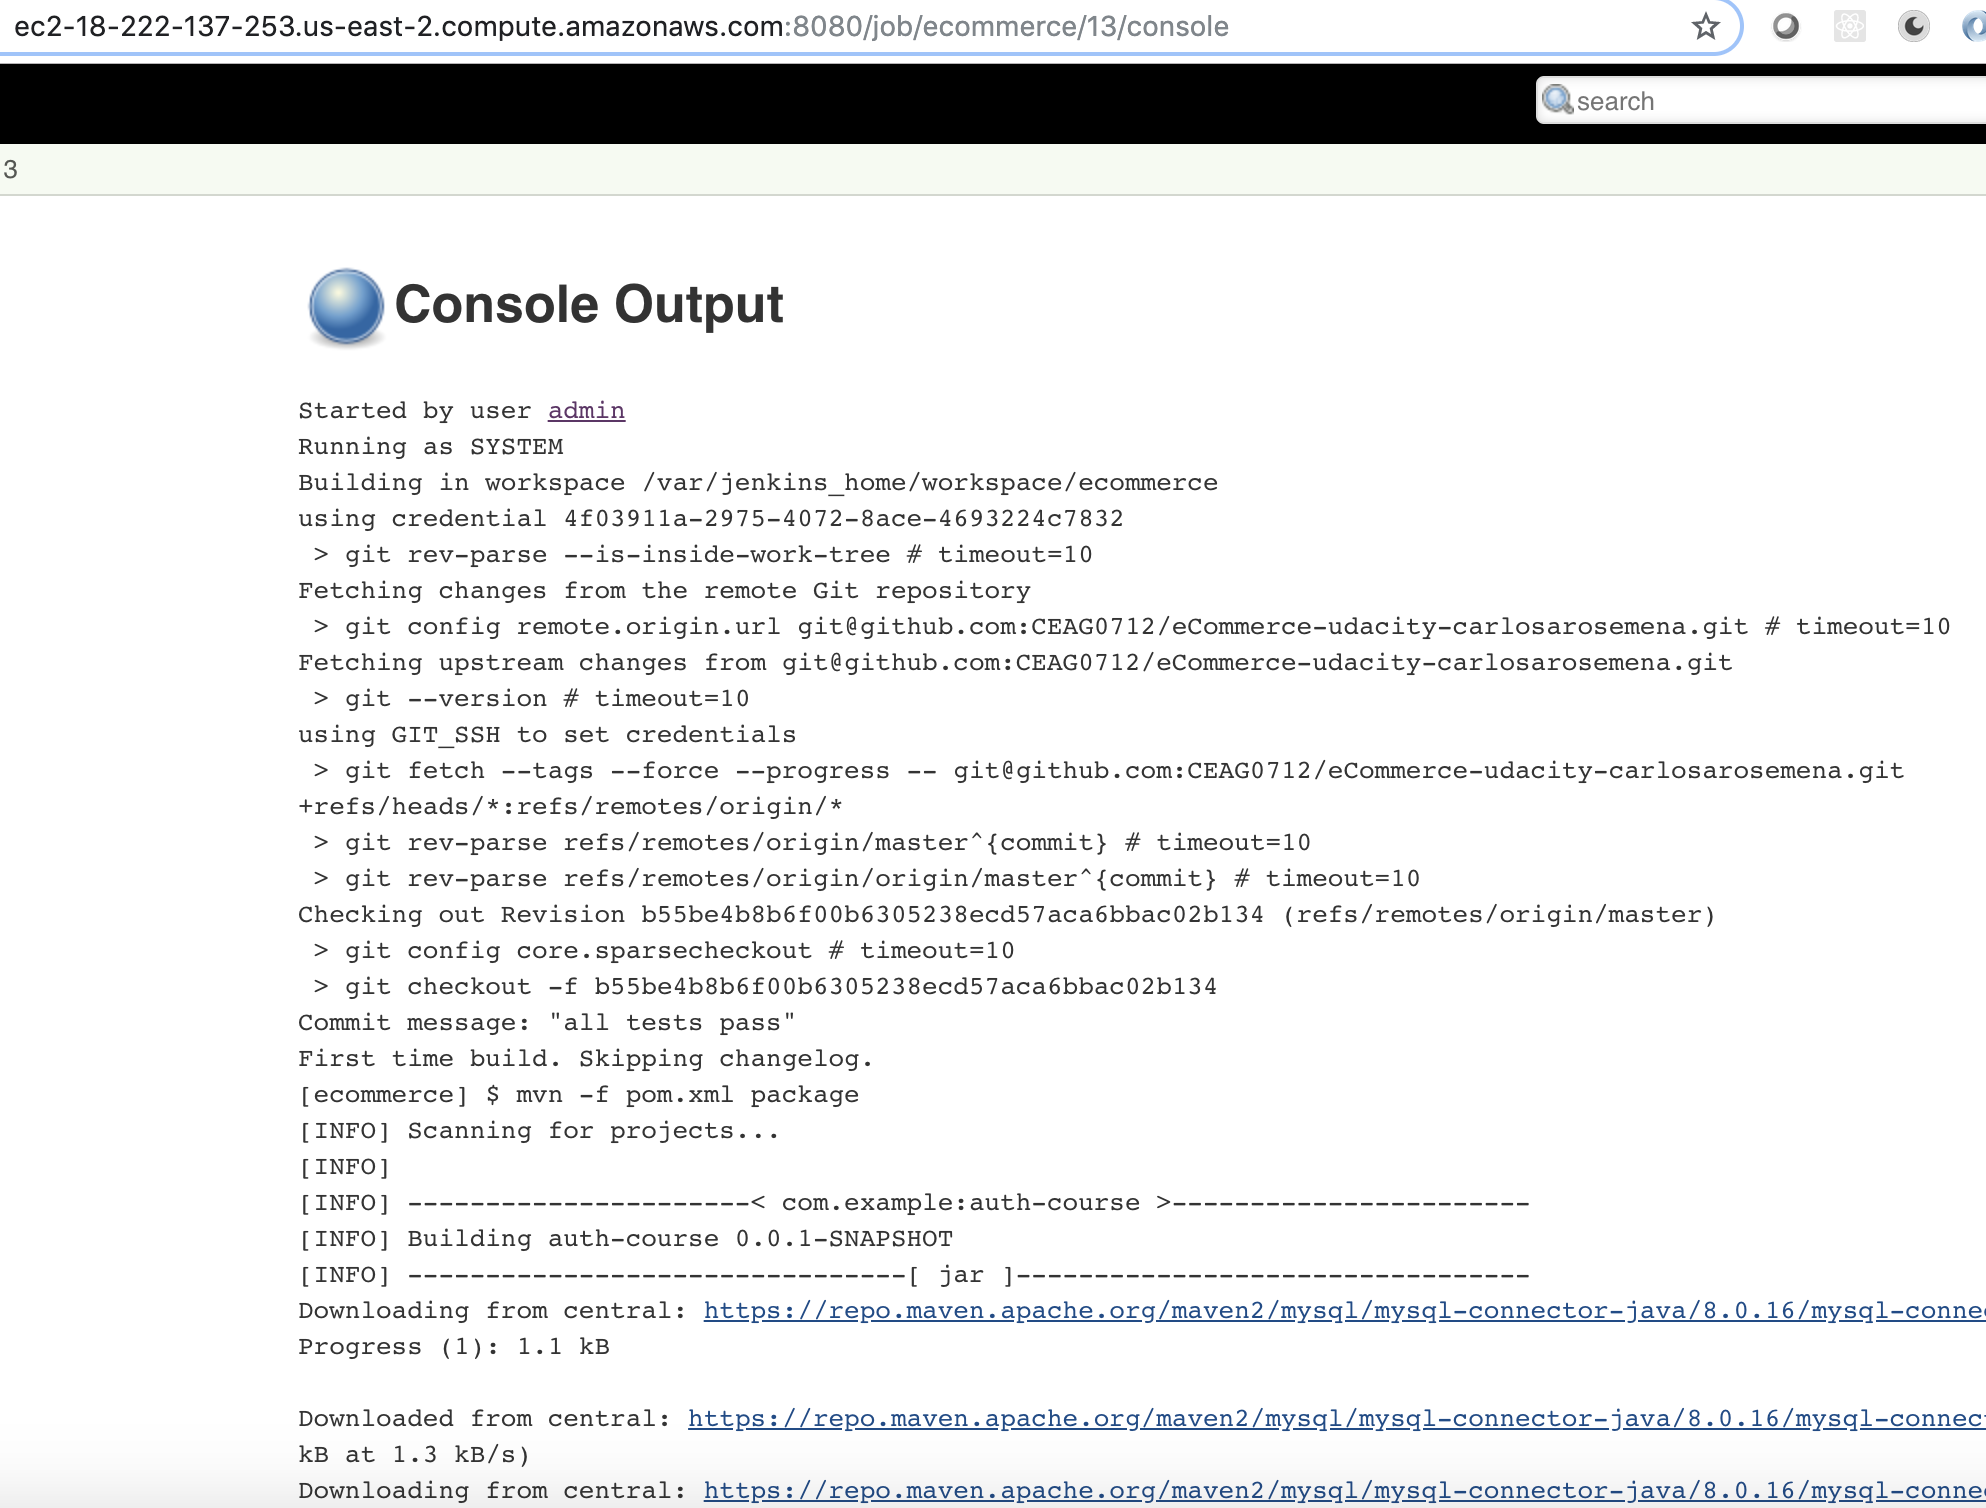 ec2-18-222-137-253.us-east-2.compute.amazonaws.com:8080/job/ecommerce/13/console
search
3
Console Output
Started by user admin
Running as SYSTEM
Building in workspace /var/jenkins_home/workspace/ecommerce
using credential 4f03911a-2975-4072-8ace-4693224c7832
 > git rev-parse --is-inside-work-tree # timeout=10
Fetching changes from the remote Git repository
 > git config remote.origin.url git@github.com:CEAG0712/eCommerce-udacity-carlosarosemena.git # timeout=10
Fetching upstream changes from git@github.com:CEAG0712/eCommerce-udacity-carlosarosemena.git
 > git --version # timeout=10
using GIT_SSH to set credentials
 > git fetch --tags --force --progress -- git@github.com:CEAG0712/eCommerce-udacity-carlosarosemena.git
+refs/heads/*:refs/remotes/origin/*
 > git rev-parse refs/remotes/origin/master^{commit} # timeout=10
 > git rev-parse refs/remotes/origin/origin/master^{commit} # timeout=10
Checking out Revision b55be4b8b6f00b6305238ecd57aca6bbac02b134 (refs/remotes/origin/master)
 > git config core.sparsecheckout # timeout=10
 > git checkout -f b55be4b8b6f00b6305238ecd57aca6bbac02b134
Commit message: "all tests pass"
First time build. Skipping changelog.
[ecommerce] $ mvn -f pom.xml package
[INFO] Scanning for projects...
[INFO]
[INFO] ----------------------< com.example:auth-course >-----------------------
[INFO] Building auth-course 0.0.1-SNAPSHOT
[INFO] --------------------------------[ jar ]---------------------------------
Downloading from central: https://repo.maven.apache.org/maven2/mysql/mysql-connector-java/8.0.16/mysql-conne
Progress (1): 1.1 kB
Downloaded from central: https://repo.maven.apache.org/maven2/mysql/mysql-connector-java/8.0.16/mysql-connec
kB at 1.3 kB/s)
Downloading from central: https://repo.maven.apache.org/maven2/mysql/mysql-connector-java/8.0.16/mysql-conne